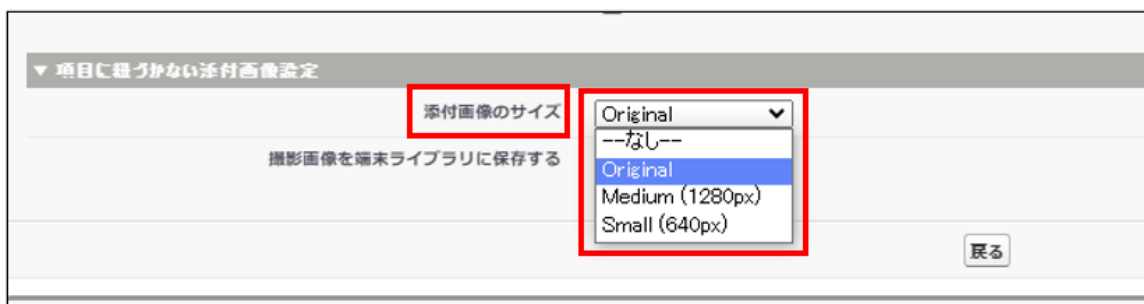 ▼ 項目に紐づかない添付画像設定
添付画像のサイズ
Original
--なし--
Original
Medium (1280px)
Small (640px)
撮影画像を端末ライブラリに保存する
戻る